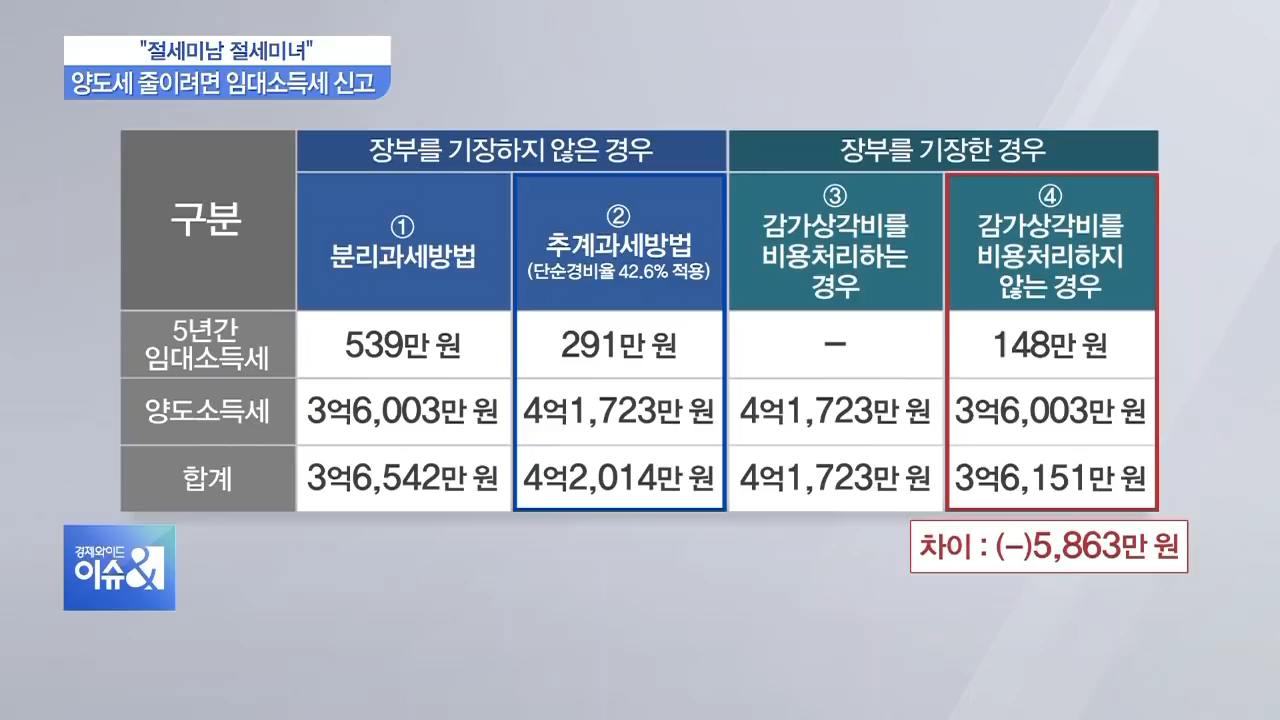 "절세미남 절세미녀"
양도세 줄이려면 임대소득세 신고
구분
장부를 기장하지 않은 경우
장부를 기장한 경우
①
분리과세방법
②
추계과세방법
(단순경비율 42.6% 적용)
③
감가상각비를
비용처리하는
경우
④
감가상각비를
비용처리하지
않는 경우
5년간
임대소득세
539만 원
291만 원
–
148만 원
양도소득세
3억6,003만 원
4억1,723만 원
4억1,723만 원
3억6,003만 원
합계
3억6,542만 원
4억2,014만 원
4억1,723만 원
3억6,151만 원
차이 : (–)5,863만 원
경제와이드
이슈&